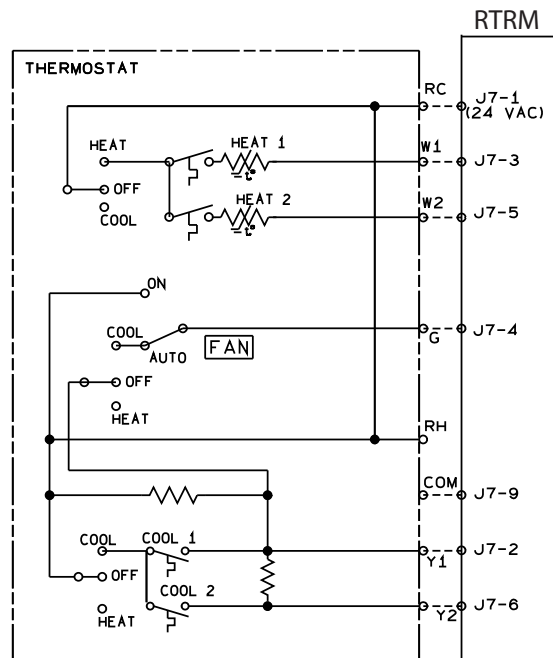 RTRM
THERMOSTAT
RC
J7-1
(24 VAC)
HEAT
HEAT 1
W1
J7-3
-t°
OFF
HEAT 2
W2
J7-5
COOL
-t°
ON
COOL
FAN
G
J7-4
AUTO
OFF
HEAT
RH
COM
J7-9
COOL
COOL 1
J7-2
Y1
OFF
COOL 2
J7-6
HEAT
Y2